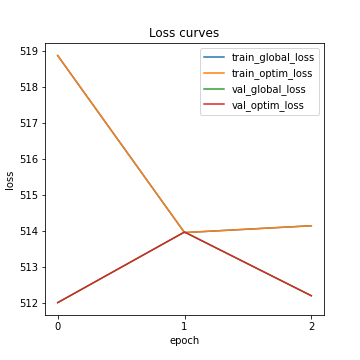 Loss curves
train_global_loss
train_optim_loss
val_global_loss
val_optim_loss
519
518
517
516
515
514
513
512
loss
0 1 2
epoch